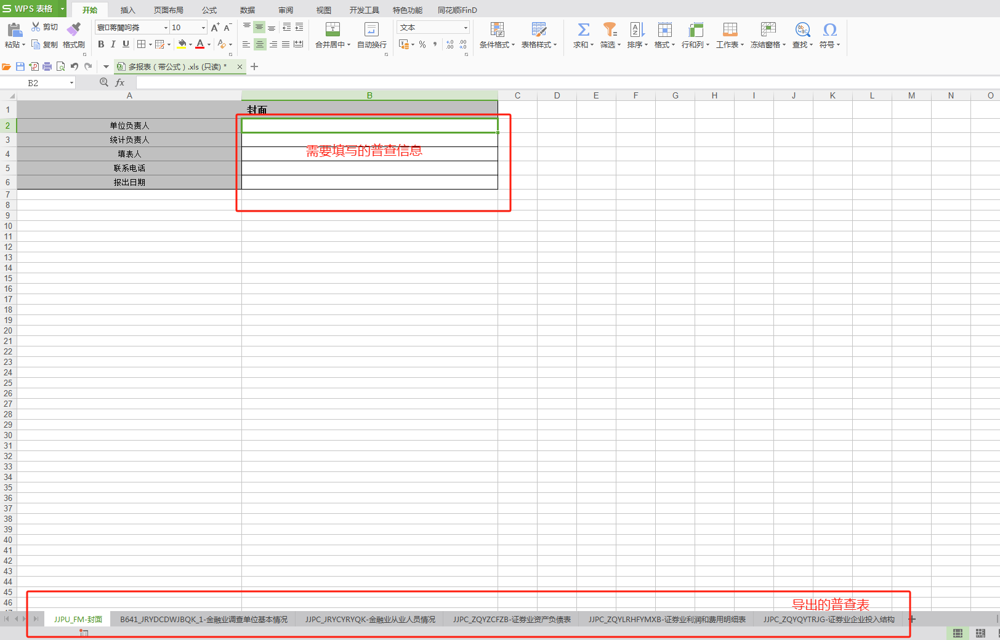 WPS 表格
开始 插入 页面布局 公式 数据 审阅 视图 开发工具 特色功能 同花顺iFinD
粘贴 剪切 复制 格式刷 10 B I U 合并居中 自动换行 文本 % 条件格式 表格样式 求和 筛选 排序 格式 行和列 工作表 冻结窗格 查找 符号
多报表（带公式）.xls (只读) *
B2 fx
A B C D E F G H I J K L M N O
1 封面
2 单位负责人
3 统计负责人
4 填表人
需要填写的普查信息
5 联系电话
6 报出日期
7
8
9
10
11
12
13
14
15
16
17
18
19
20
21
22
23
24
25
26
27
28
29
30
31
32
33
34
35
36
37
38
39
40
41
42
43
44
45
46
导出的普查表
JJPU_FM-封面 B641_JRYDCDWJBQK_1-金融业调查单位基本情况 JJPC_JRYCYRYQK-金融业从业人员情况 JJPC_ZQYZCFZB-证券业资产负债表 JJPC_ZQYLRHFYMXB-证券业利润和费用明细表 JJPC_ZQYQYTRJG-证券业企业投入结构